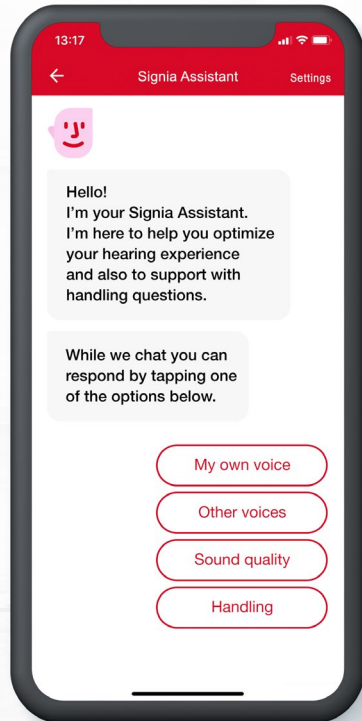 13:17
Signia Assistant
Settings
Hello!
I'm your Signia Assistant.
I'm here to help you optimize
your hearing experience
and also to support with
handling questions.
While we chat you can
respond by tapping one
of the options below.
My own voice
Other voices
Sound quality
Handling